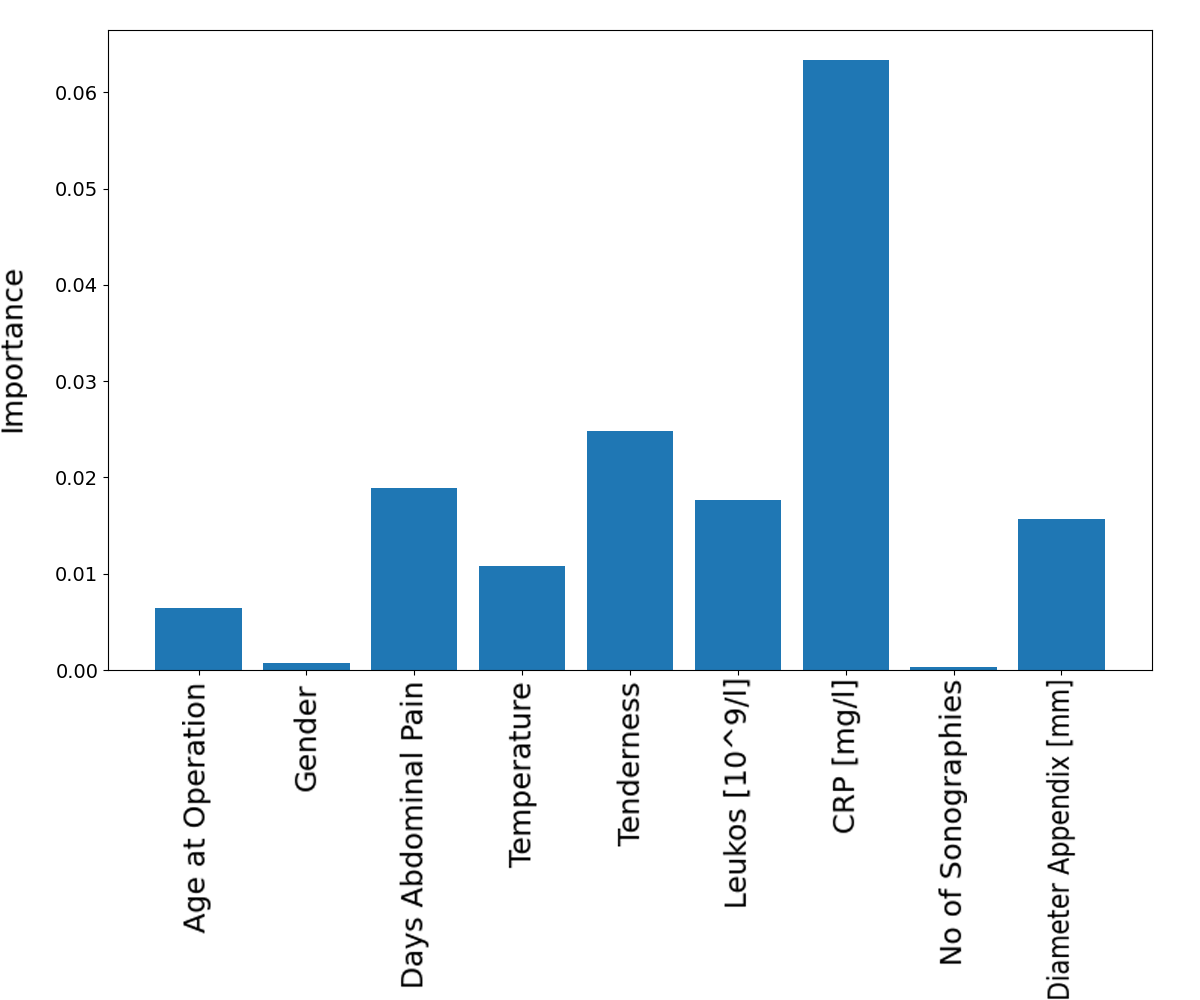 Importance
0.06
0.05
0.04
0.03
0.02
0.01
0.00
Age at Operation
Gender
Days Abdominal Pain
Temperature
Tenderness
Leukos [10^9/l]
CRP [mg/l]
No of Sonographies
Diameter Appendix [mm]